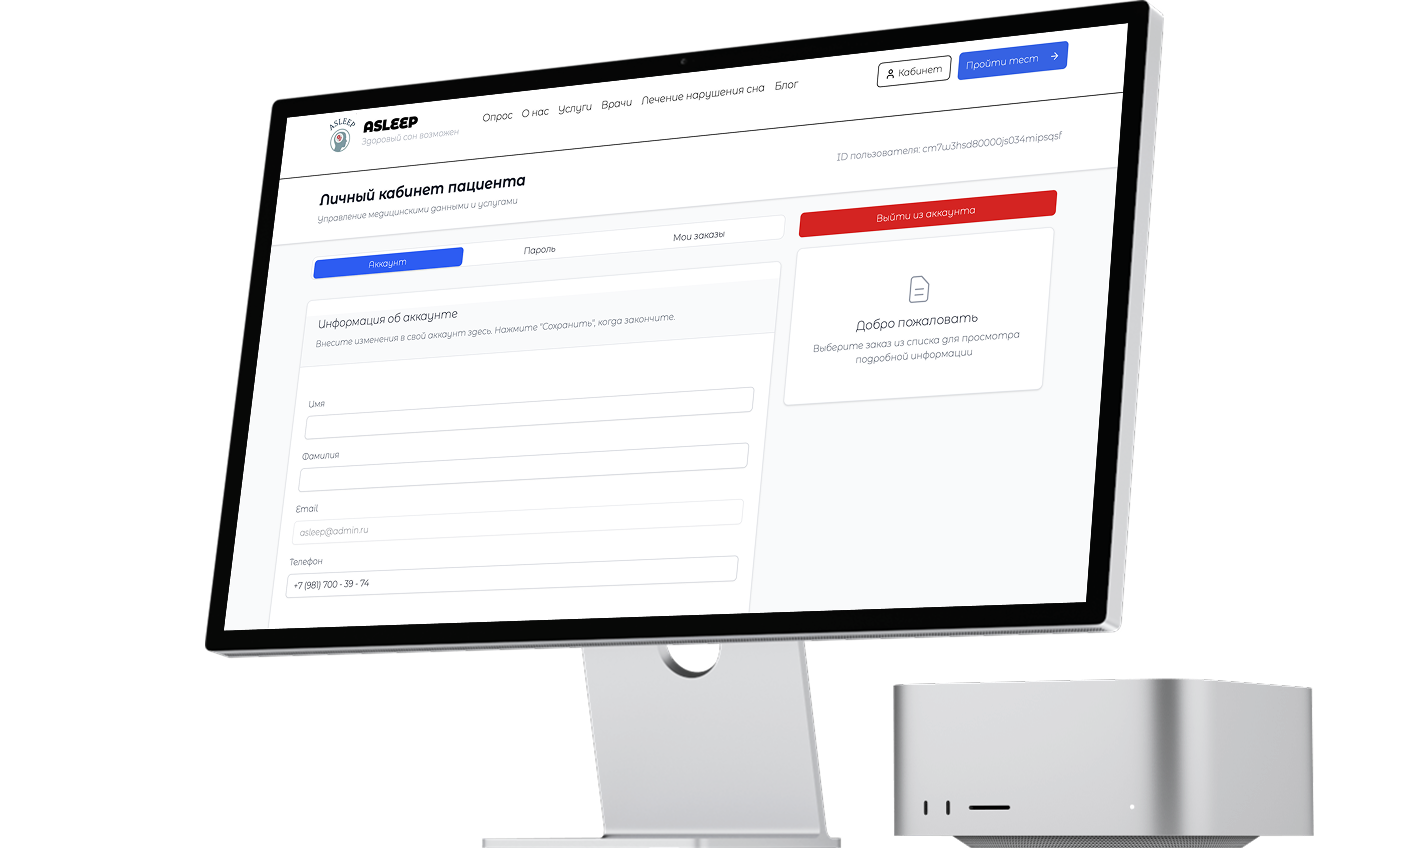 ASLEEP
ASLEEP
Здоровый сон возможен
Опрос О нас Услуги Врачи Лечение нарушения сна Блог
Кабинет
Пройти тест
Личный кабинет пациента
Управление медицинскими данными и услугами
ID пользователя: cm7w3hsd80000js034mipsqsf
Аккаунт
Пароль
Мои заказы
Выйти из аккаунта
Информация об аккаунте
Внесите изменения в свой аккаунт здесь. Нажмите "Сохранить", когда закончите.
Имя
Фамилия
Email
asleep@admin.ru
Телефон
+7 (981) 700 - 39 - 74
Добро пожаловать
Выберите заказ из списка для просмотра
подробной информации